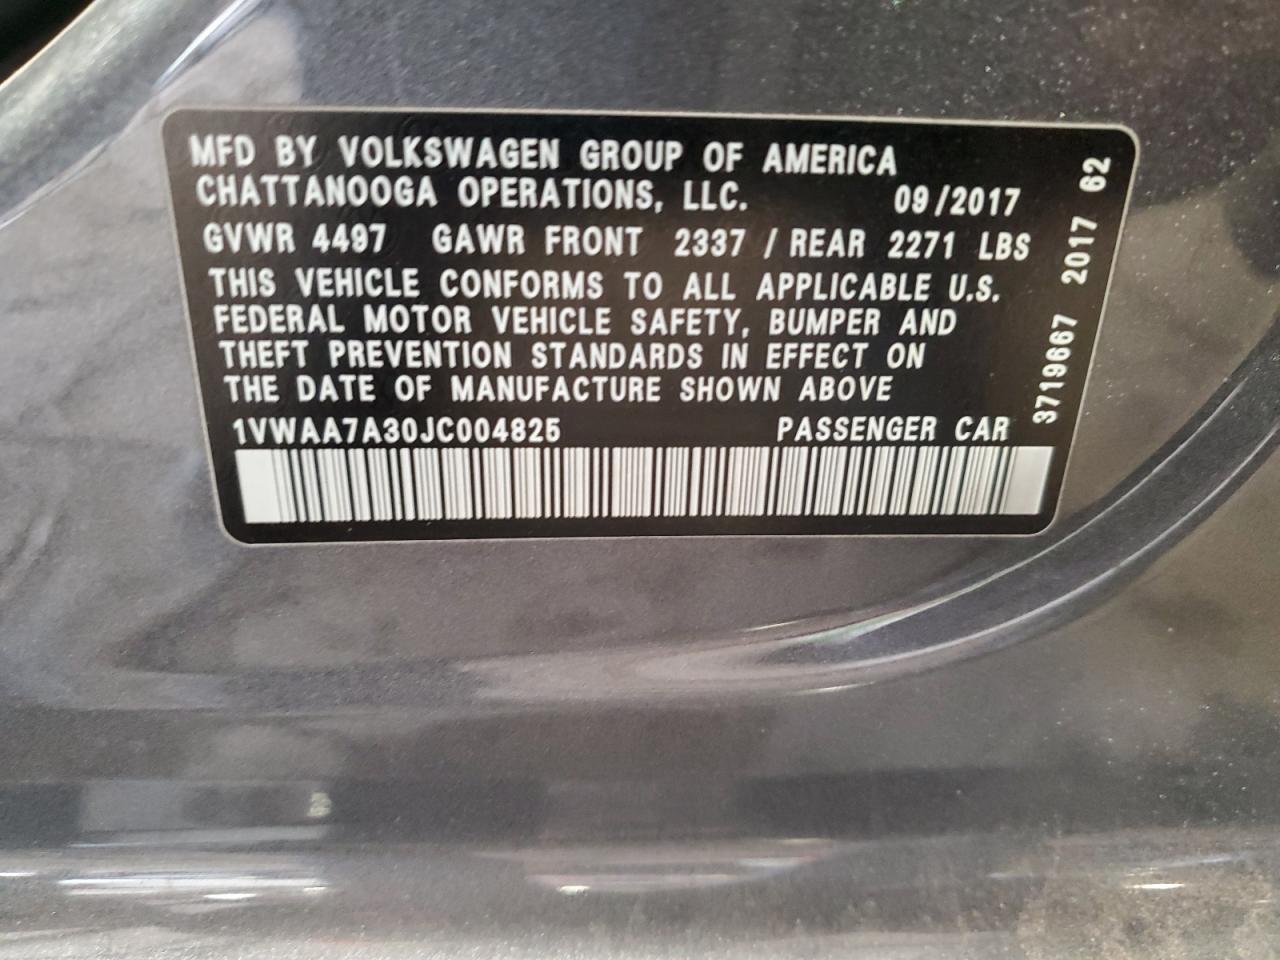 MFD BY VOLKSWAGEN GROUP OF AMERICA
CHATTANOOGA OPERATIONS, LLC. 09/2017
GVWR 4497 GAWR FRONT 2337 / REAR 2271 LBS
THIS VEHICLE CONFORMS TO ALL APPLICABLE U.S.
FEDERAL MOTOR VEHICLE SAFETY, BUMPER AND
THEFT PREVENTION STANDARDS IN EFFECT ON
THE DATE OF MANUFACTURE SHOWN ABOVE
1VWAA7A30JC004825 PASSENGER CAR
3719667 2017 62